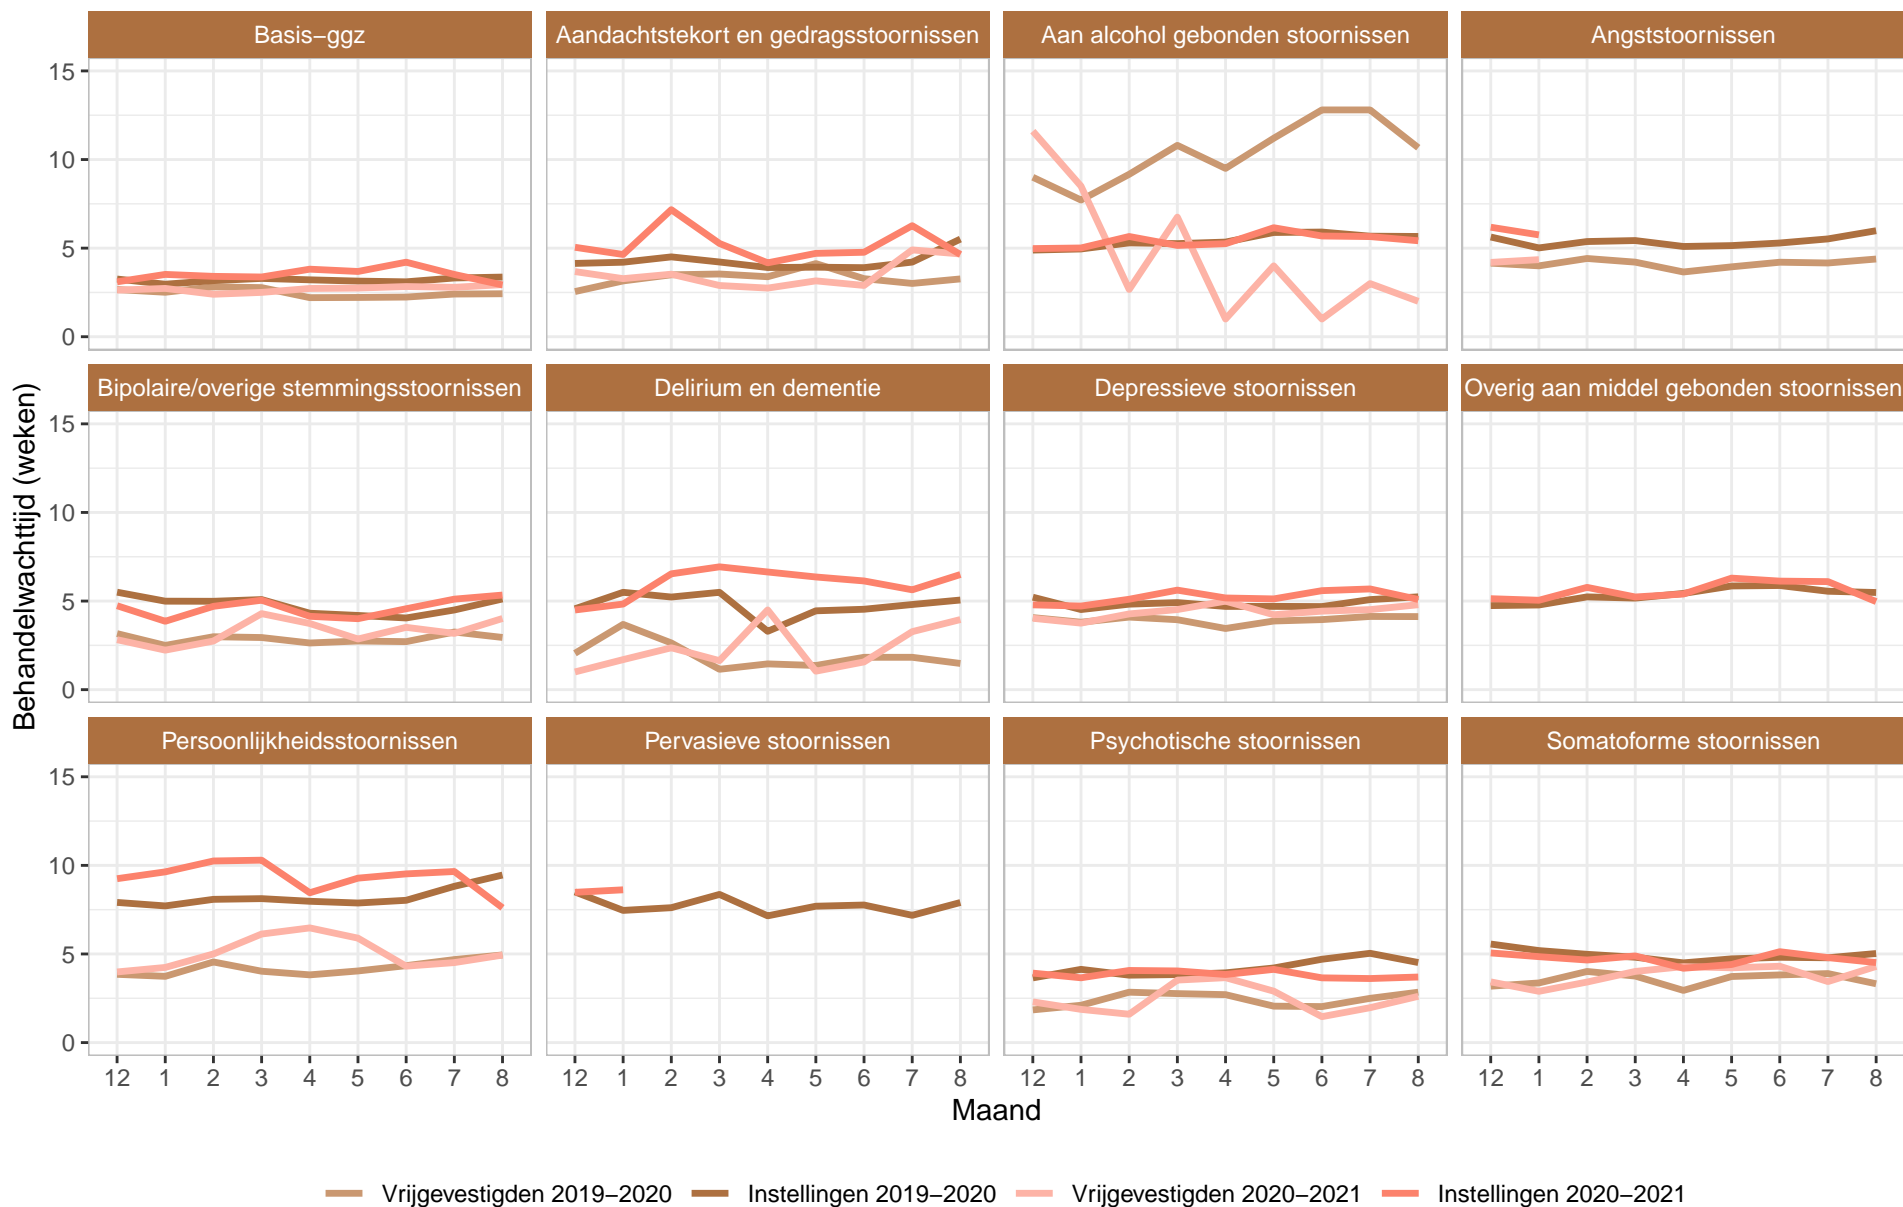 Basis−ggz
Aandachtstekort en gedragsstoornissen
Aan alcohol gebonden stoornissen
Angststoornissen
15
10
5
0
Bipolaire/overige stemmingsstoornissen
Delirium en dementie
Depressieve stoornissen
Overig aan middel gebonden stoornissen
15
10
5
0
Persoonlijkheidsstoornissen
Pervasieve stoornissen
Psychotische stoornissen
Somatoforme stoornissen
15
10
5
0
Behandelwachttijd (weken)
12 1 2 3 4 5 6 7 8
12 1 2 3 4 5 6 7 8
12 1 2 3 4 5 6 7 8
12 1 2 3 4 5 6 7 8
Maand
Vrijgevestigden 2019−2020
Instellingen 2019−2020
Vrijgevestigden 2020−2021
Instellingen 2020−2021